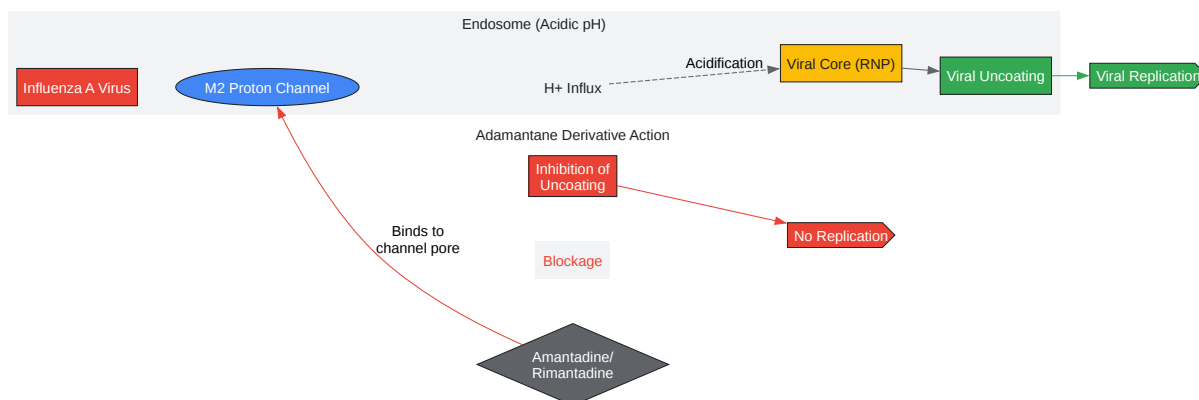 Endosome (Acidic pH)
Influenza A Virus
M2 Proton Channel
H+ Influx
Acidification
Viral Core (RNP)
Viral Uncoating
Viral Replication
Adamantane Derivative Action
Inhibition of
Uncoating
No Replication
Binds to
channel pore
Blockage
Amantadine/
Rimantadine